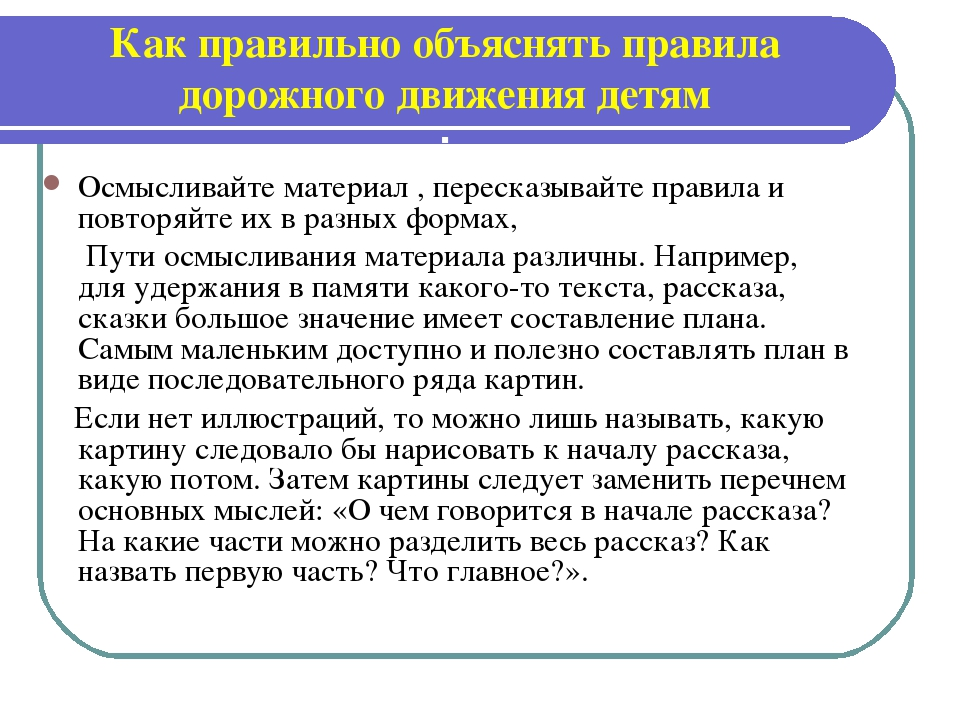 Как правильно объяснять правила
дорожного движения детям
.
Осмысливайте материал , пересказывайте правила и
повторяйте их в разных формах,
Пути осмысливания материала различны. Например,
для удержания в памяти какого-то текста, рассказа,
сказки большое значение имеет составление плана.
Самым маленьким доступно и полезно составлять план в
виде последовательного ряда картин.
Если нет иллюстраций, то можно лишь называть, какую
картину следовало бы нарисовать к началу рассказа,
какую потом. Затем картины следует заменить перечнем
основных мыслей: «О чем говорится в начале рассказа?
На какие части можно разделить весь рассказ? Как
назвать первую часть? Что главное?».